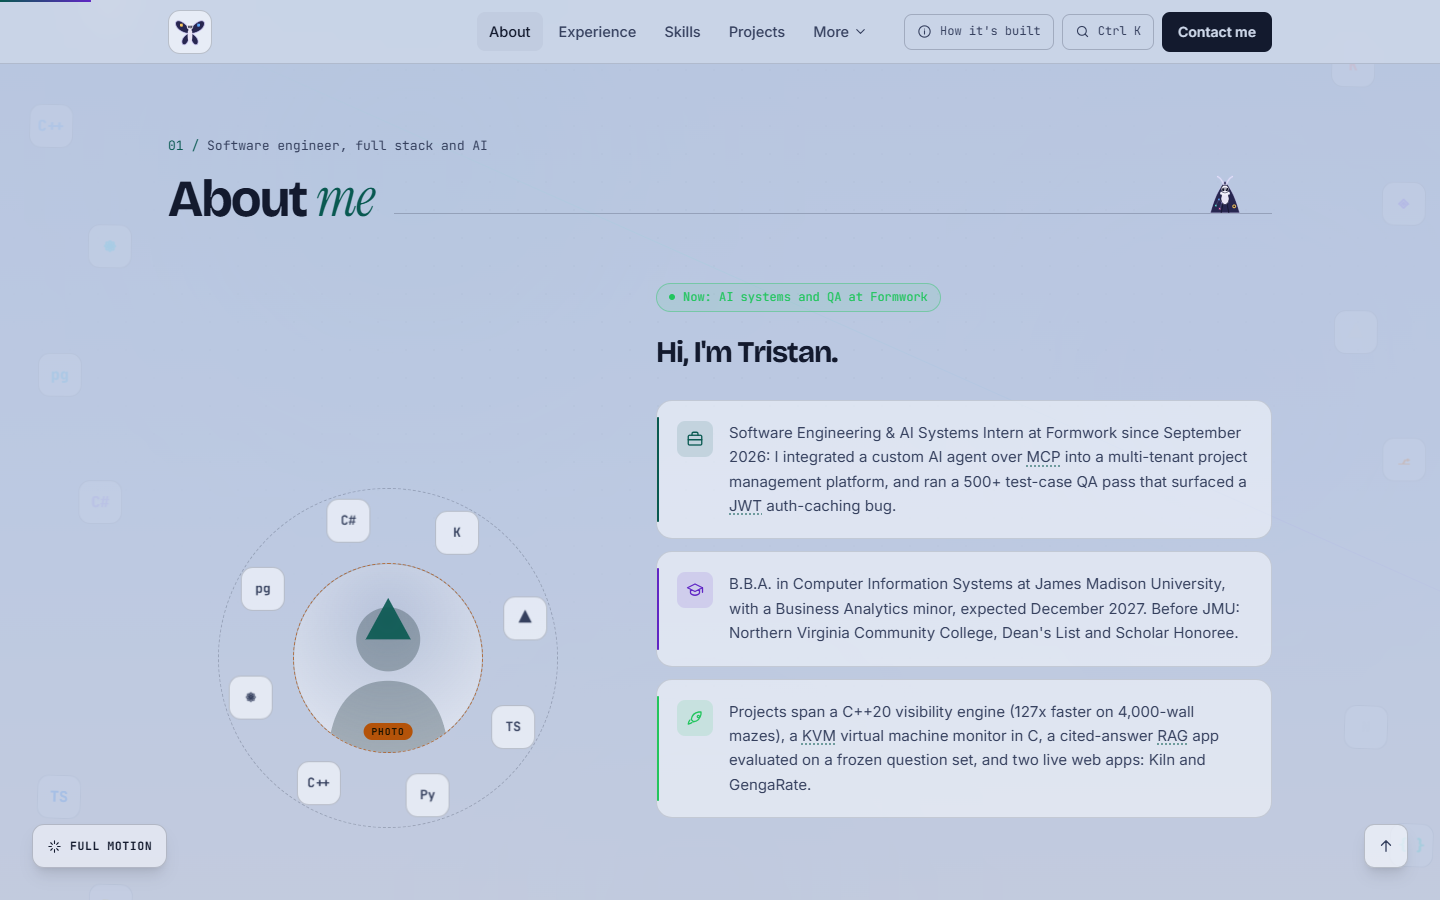 About
Experience
Skills
Projects
More
How it's built
Ctrl K
Contact me
01 / Software engineer, full stack and AI
About me
Now: AI systems and QA at Formwork
Hi, I'm Tristan.
Software Engineering & AI Systems Intern at Formwork since September
2026: I integrated a custom AI agent over MCP into a multi-tenant project
management platform, and ran a 500+ test-case QA pass that surfaced a
JWT auth-caching bug.
B.B.A. in Computer Information Systems at James Madison University,
with a Business Analytics minor, expected December 2027. Before JMU:
Northern Virginia Community College, Dean's List and Scholar Honoree.
Projects span a C++20 visibility engine (127x faster on 4,000-wall
mazes), a KVM virtual machine monitor in C, a cited-answer RAG app
evaluated on a frozen question set, and two live web apps: Kiln and
GengaRate.
C#
K
pg
TS
C++
Py
PHOTO
C++
pg
C#
TS
}
FULL MOTION